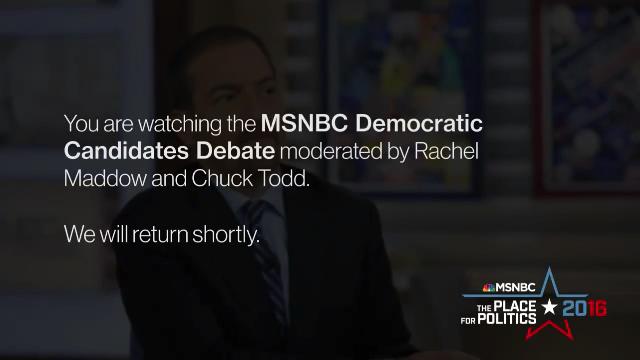 You are watching the MSNBC Democratic
Candidates Debate moderated by Rachel
Maddow and Chuck Todd.
We will return shortly.
MSNBC
THE PLACE
FOR POLITICS
2016